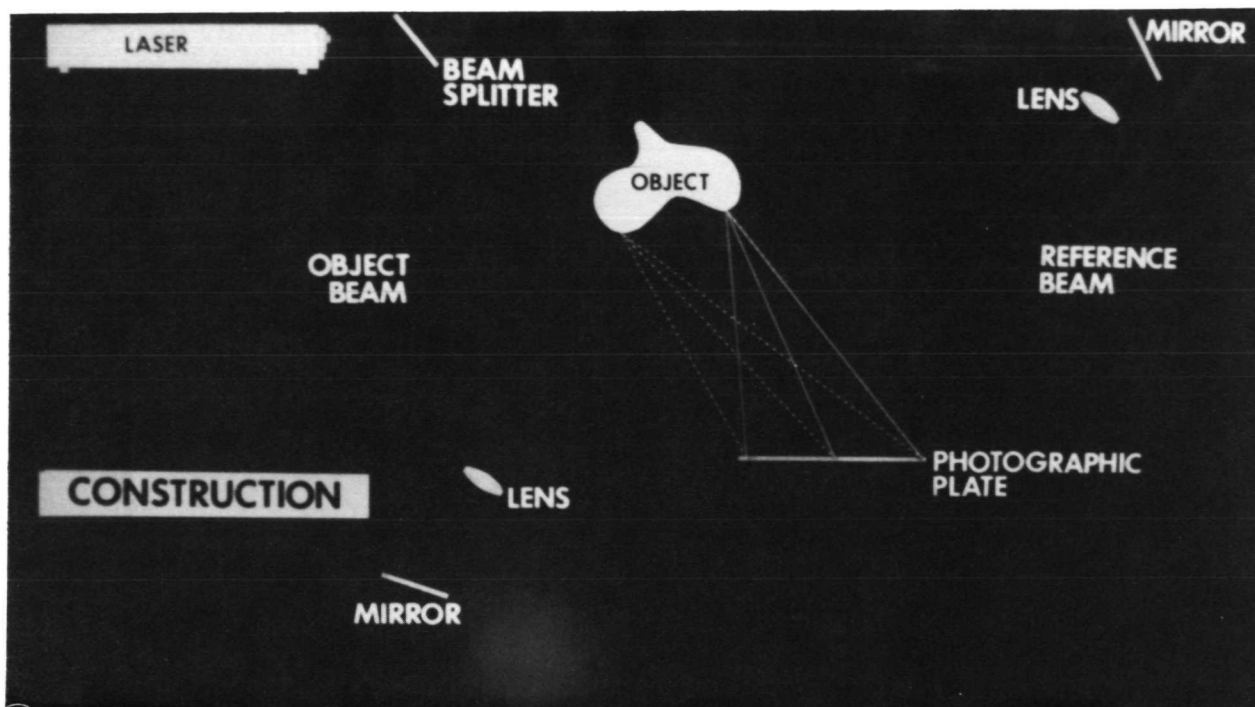 LASER
BEAM
SPLITTER
MIRROR
LENS
OBJECT
OBJECT
BEAM
REFERENCE
BEAM
CONSTRUCTION
LENS
PHOTOGRAPHIC
PLATE
MIRROR